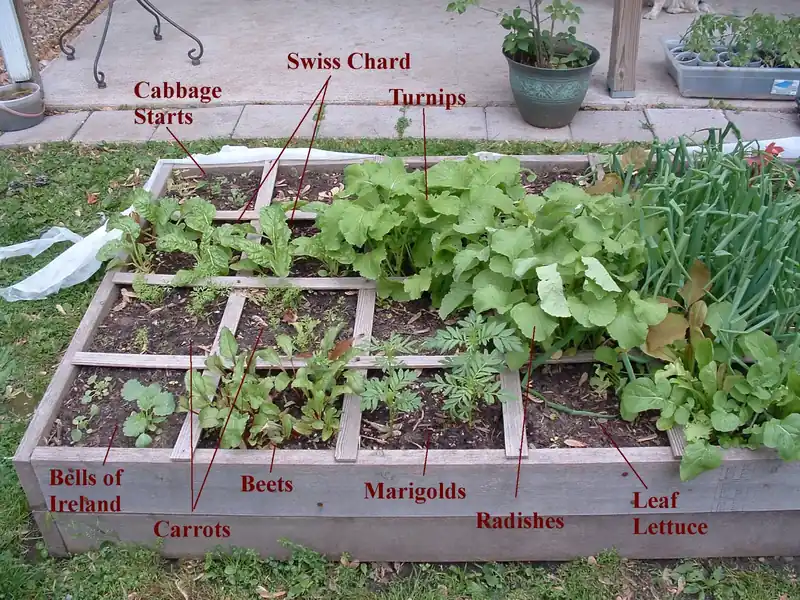 Swiss Chard
Cabbage
Starts
Turnips
Bells of
Ireland
Carrots
Beets
Marigolds
Radishes
Leaf
Lettuce